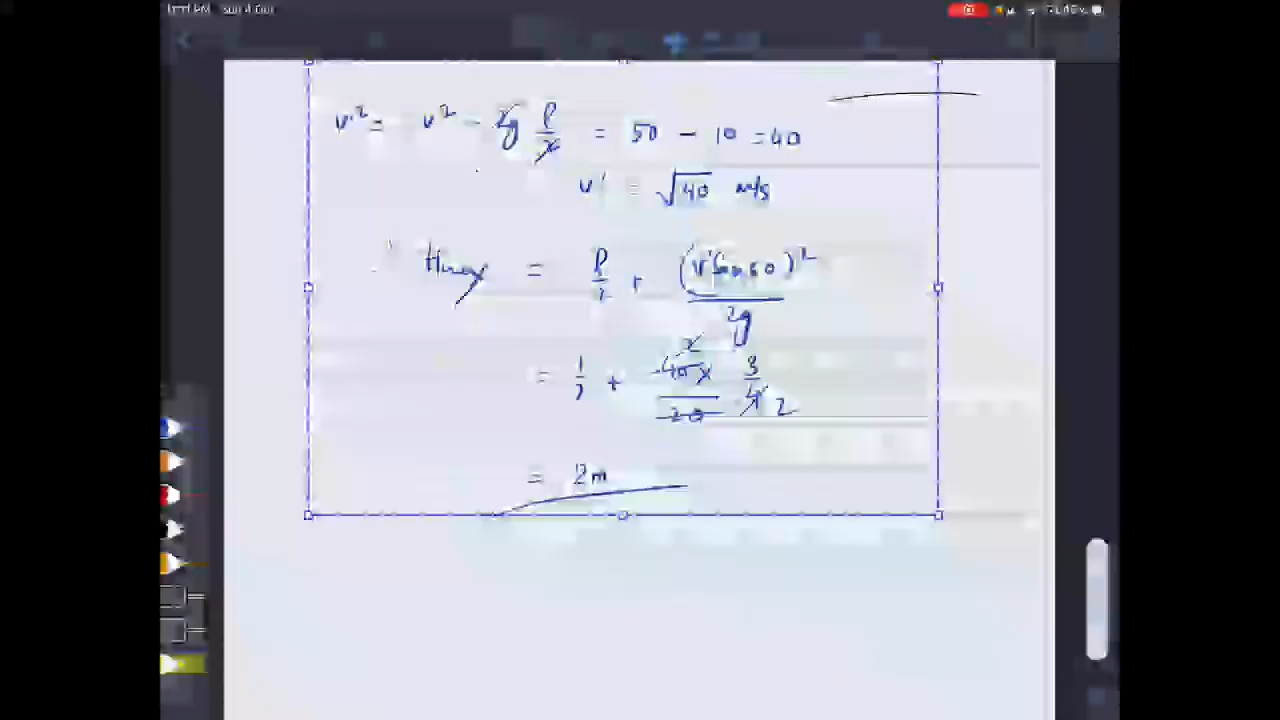 v'² = v² - 2g l/2 = 50 - 10 = 40
v' = √40 m/s
∴ Hmax = l/2 + (v' sin 60)² / 2g
= 1/2 + 40 × / 20 3/4 2
= 2m